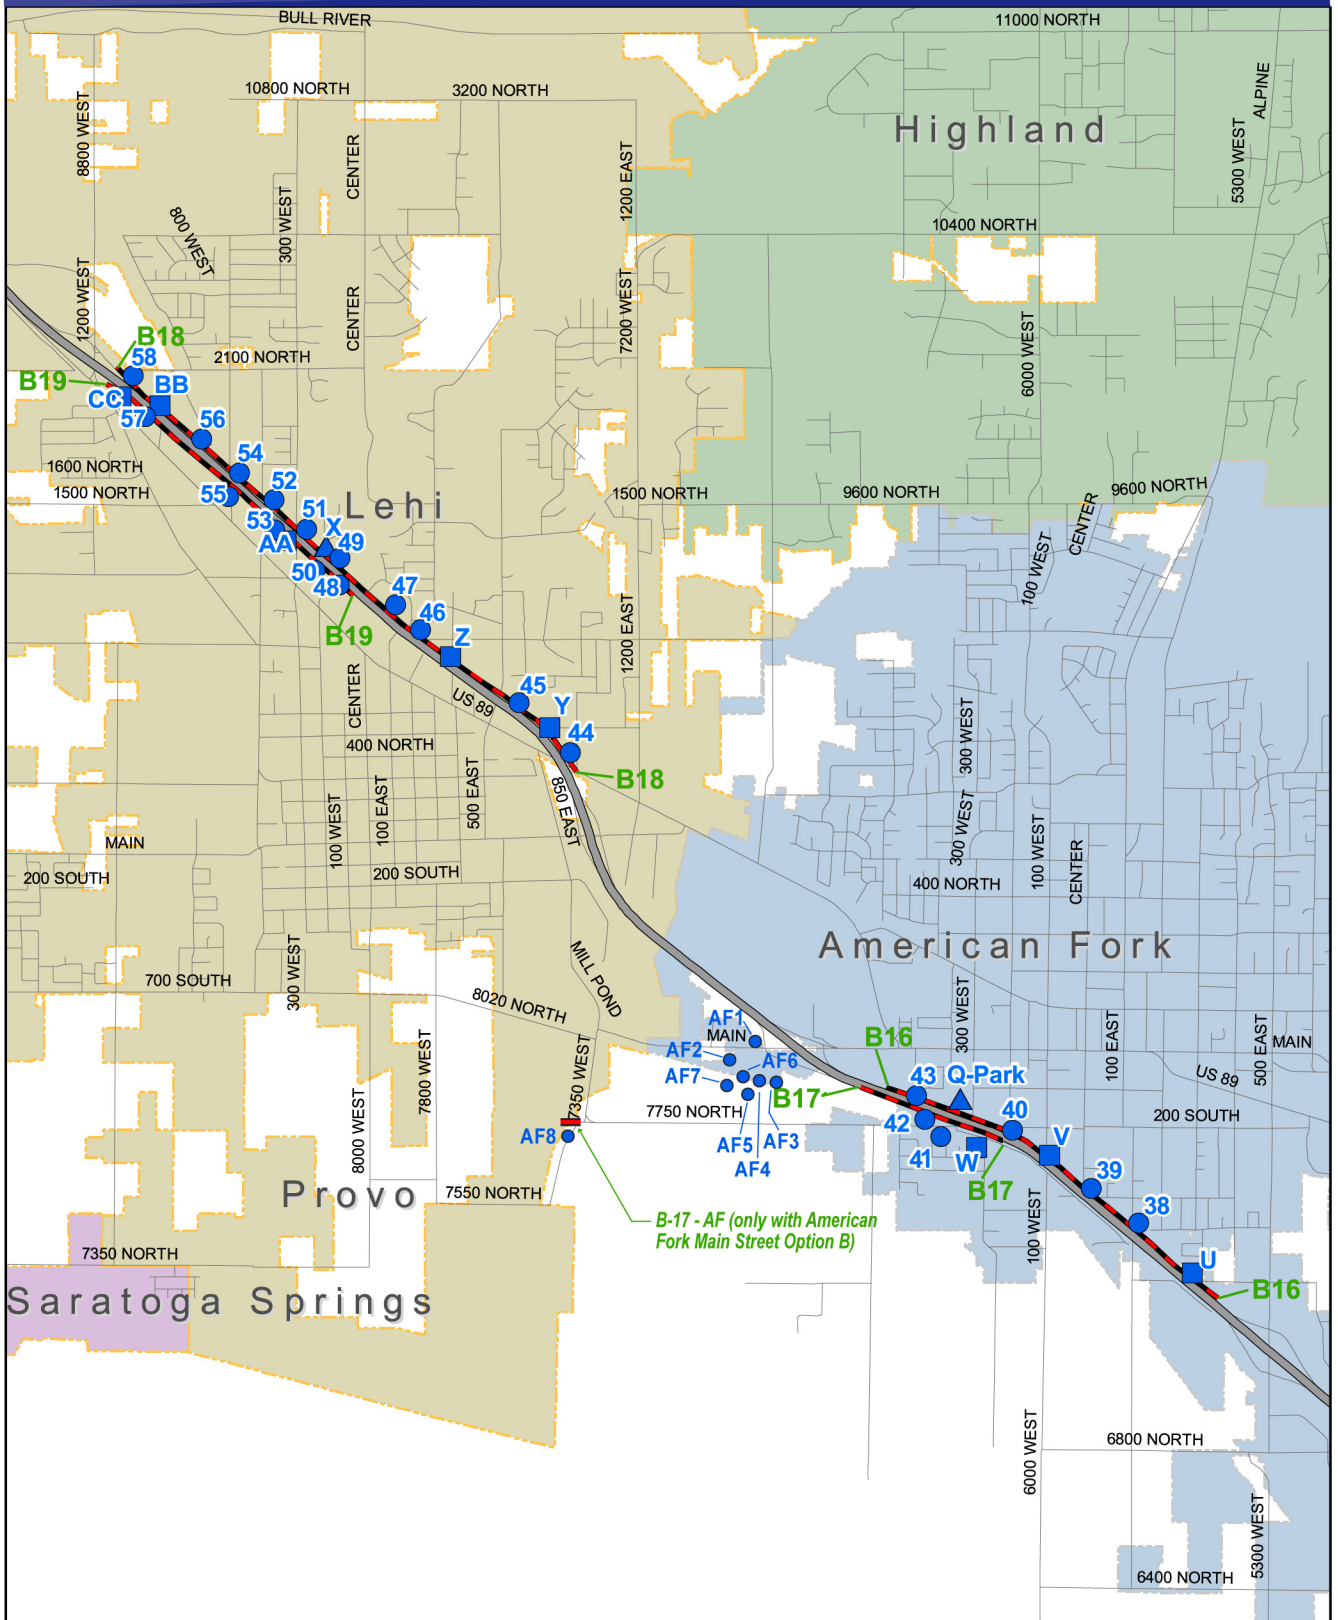 BULL RIVER
11000 NORTH
10800 NORTH
3200 NORTH
8800 WEST
CENTER
1200 EAST
Highland
ALPINE
5300 WEST
800 WEST
300 WEST
10400 NORTH
1200 WEST
CENTER
7200 WEST
6000 WEST
B18
58
2100 NORTH
B19
BB
CC
57
56
54
1600 NORTH
1500 NORTH
55
52
Lehi
1500 NORTH
9600 NORTH
9600 NORTH
CENTER
53
51
X
AA
49
50
48
100 WEST
47
46
B19
Z
1200 EAST
CENTER
US 89
45
Y
44
400 NORTH
B18
300 WEST
850 EAST
500 EAST
100 EAST
100 WEST
MAIN
300 WEST
100 WEST
CENTER
200 SOUTH
200 SOUTH
400 NORTH
American Fork
MILL POND
300 WEST
700 SOUTH
8020 NORTH
300 WEST
AF1
MAIN
B16
100 EAST
500 EAST
MAIN
AF2
AF6
43
Q-Park
US 89
AF7
7350 WEST
7800 WEST
8000 WEST
B17
7750 NORTH
40
200 SOUTH
42
AF8
AF5
AF3
V
41
W
AF4
39
B17
Provo
7550 NORTH
38
B-17 - AF (only with American
Fork Main Street Option B)
100 WEST
7350 NORTH
U
B16
Saratoga Springs
6000 WEST
6800 NORTH
5300 WEST
6400 NORTH